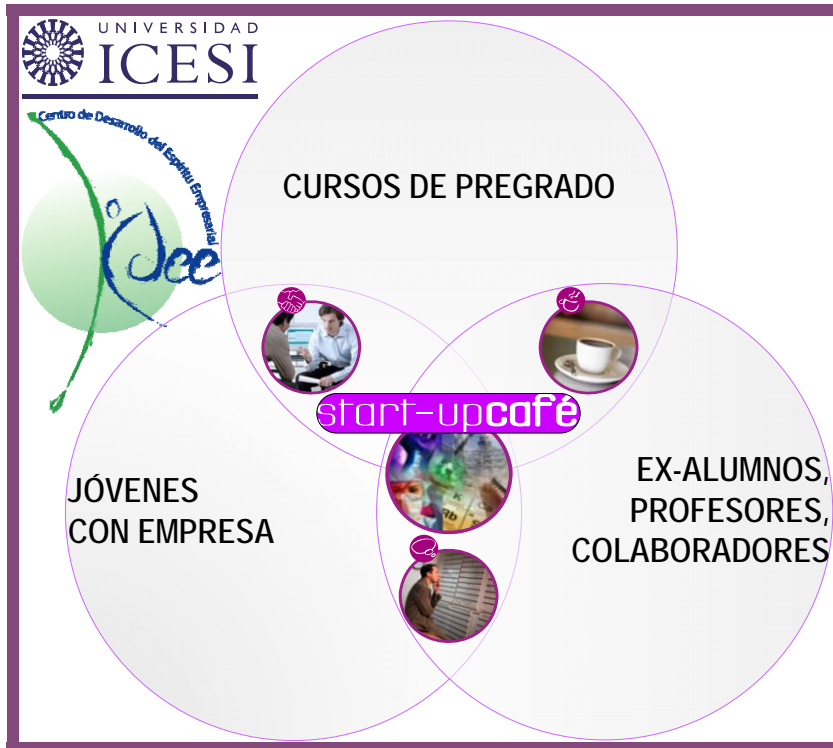 UNIVERSIDAD
ICESI
Centro de Desarrollo del Espíritu Empresarial
CURSOS DE PREGRADO
start-upcafé
JÓVENES
CON EMPRESA
EX-ALUMNOS,
PROFESORES,
COLABORADORES